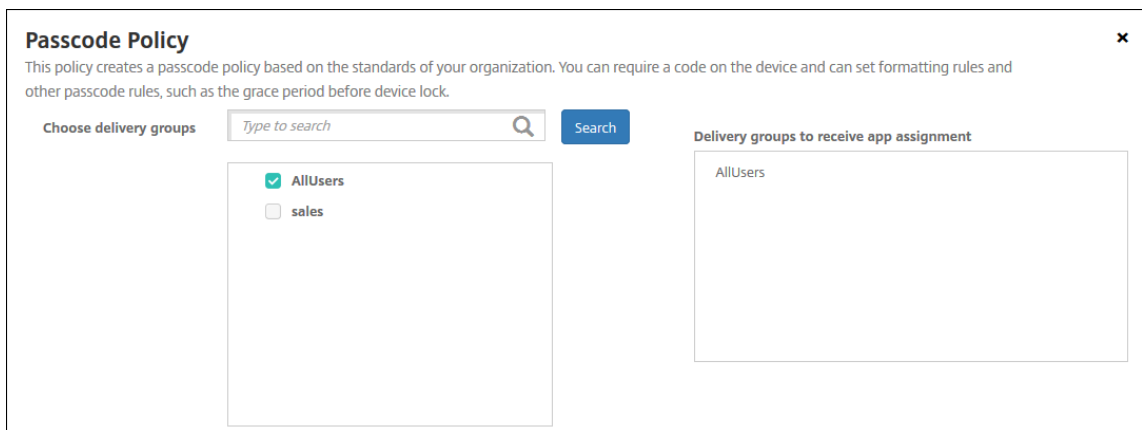 Passcode Policy
This policy creates a passcode policy based on the standards of your organization. You can require a code on the device and can set formatting rules and
other passcode rules, such as the grace period before device lock.
Choose delivery groups
Type to search
Search
AllUsers
sales
Delivery groups to receive app assignment
AllUsers